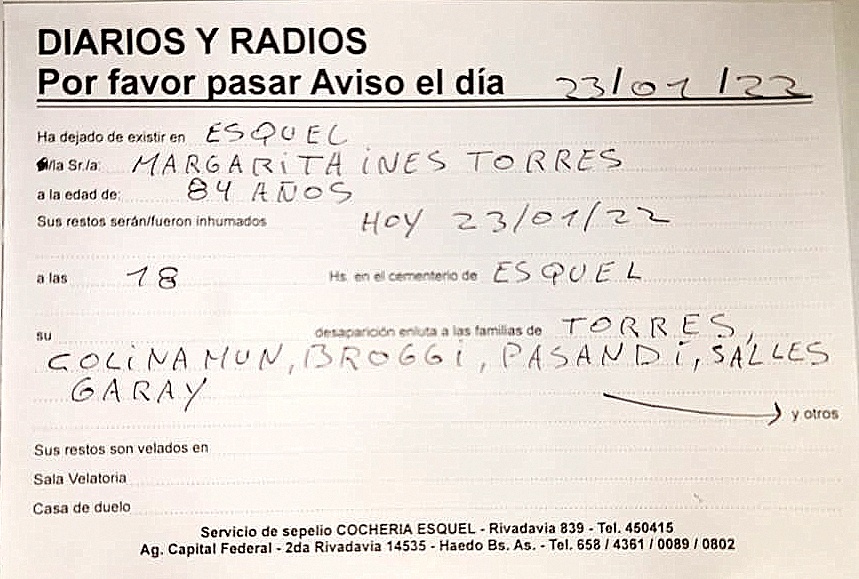 DIARIOS Y RADIOS
Por favor pasar Aviso el día 23/01/22
Ha dejado de existir en ESQUEL
/la Sr./a: MARGARITA INES TORRES
a la edad de: 84 AÑOS
Sus restos serán/fueron inhumados HOY 23/01/22
a las 18 Hs. en el cementerio de ESQUEL
su desaparición enluta a las familias de TORRES,
COLINAMUN, BROGGI, PASANDI, SALLES
GARAY
y otros
Sus restos son velados en
Sala Velatoria
Casa de duelo
Servicio de sepelio COCHERIA ESQUEL - Rivadavia 839 - Tel. 450415
Ag. Capital Federal - 2da Rivadavia 14535 - Haedo Bs. As. - Tel. 658 / 4361 / 0089 / 0802